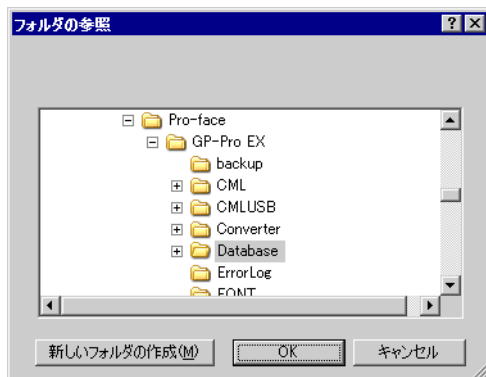 フォルダの参照
Pro-face
GP-Pro EX
backup
CML
CMLUSB
Converter
Database
ErrorLog
FONT
新しいフォルダの作成(M)
OK
キャンセル